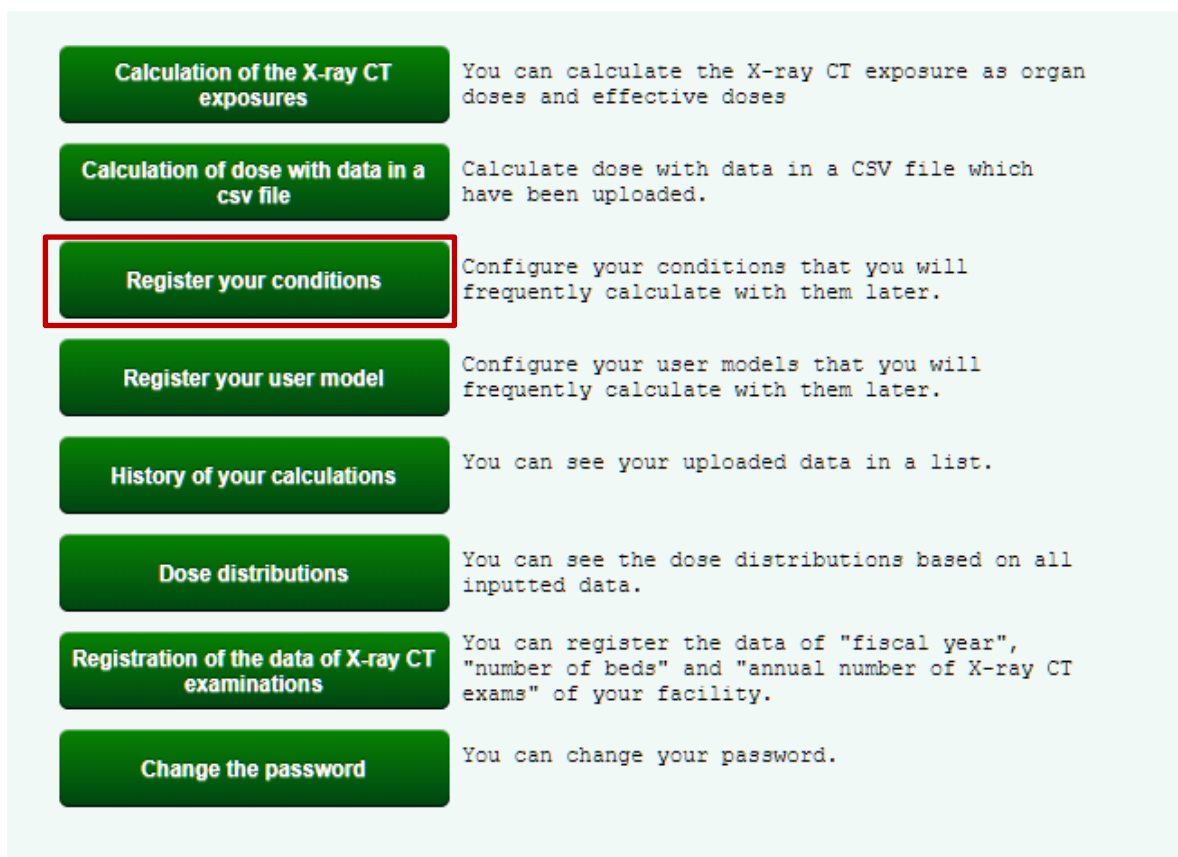 Calculation of the X-ray CT
exposures
You can calculate the X-ray CT exposure as organ
doses and effective doses
Calculation of dose with data in a
csv file
Calculate dose with data in a CSV file which
have been uploaded.
Register your conditions
Configure your conditions that you will
frequently calculate with them later.
Register your user model
Configure your user models that you will
frequently calculate with them later.
History of your calculations
You can see your uploaded data in a list.
Dose distributions
You can see the dose distributions based on all
inputted data.
Registration of the data of X-ray CT
examinations
You can register the data of "fiscal year",
"number of beds" and "annual number of X-ray CT
exams" of your facility.
Change the password
You can change your password.